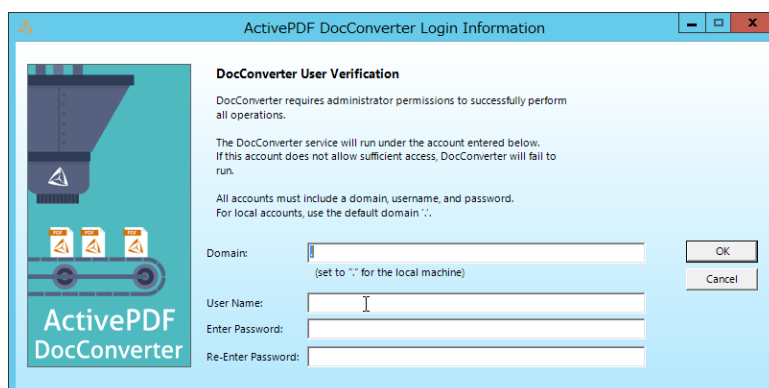 ActivePDF DocConverter Login Information
DocConverter User Verification
DocConverter requires administrator permissions to successfully perform
all operations.
The DocConverter service will run under the account entered below.
If this account does not allow sufficient access, DocConverter will fail to
run.
All accounts must include a domain, username, and password.
For local accounts, use the default domain '.'.
PDF PDF PDF
ActivePDF
DocConverter
Domain: .
OK
(set to "." for the local machine)
Cancel
User Name:
Enter Password:
Re-Enter Password: